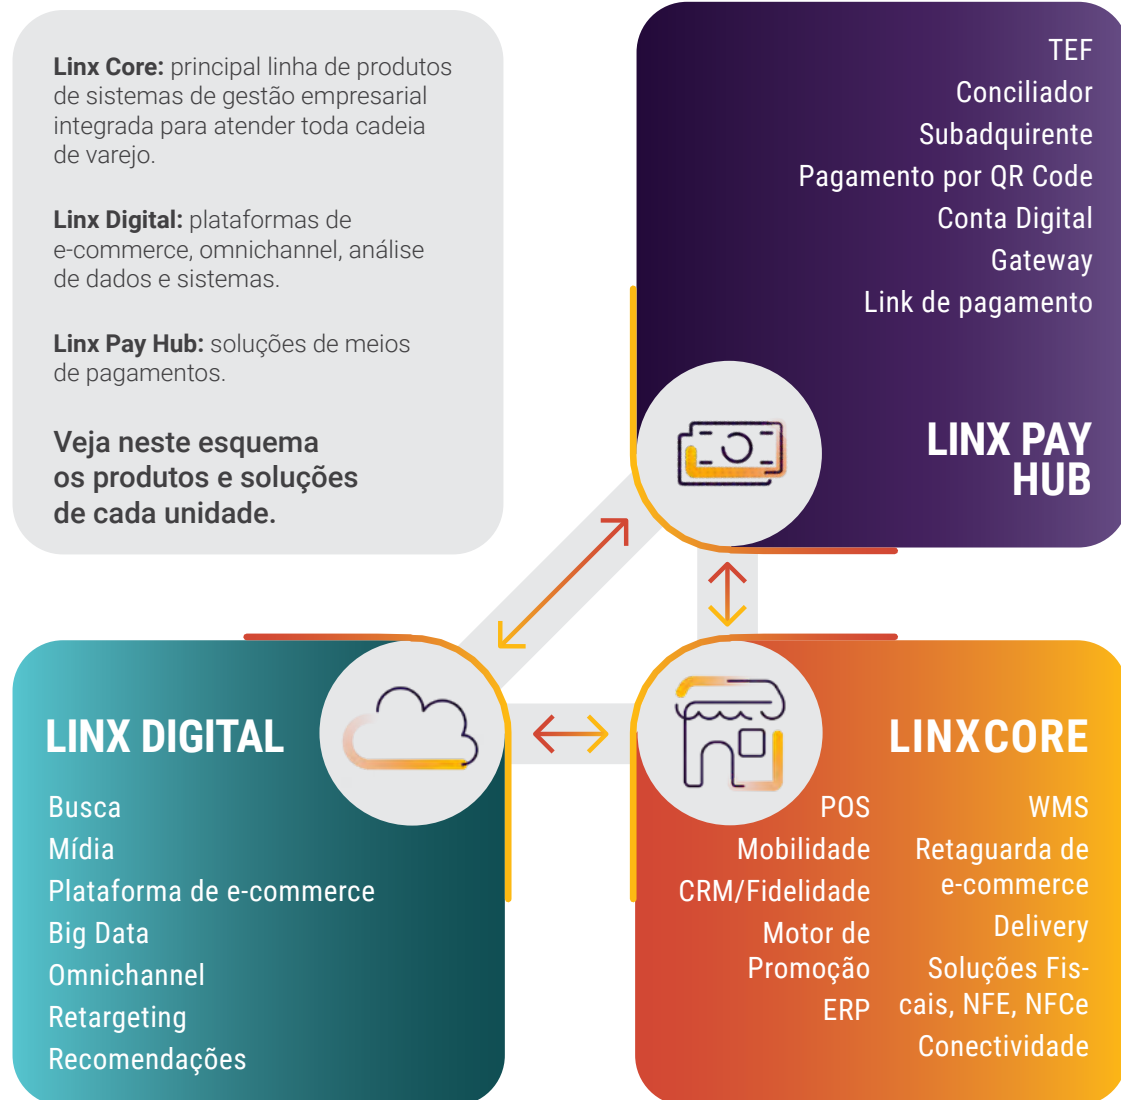 Linx Core: principal linha de produtos
de sistemas de gestão empresarial
integrada para atender toda cadeia
de varejo.
Linx Digital: plataformas de
e-commerce, omnichannel, análise
de dados e sistemas.
Linx Pay Hub: soluções de meios
de pagamentos.
Veja neste esquema
os produtos e soluções
de cada unidade.
TEF
Conciliador
Subadquirente
Pagamento por QR Code
Conta Digital
Gateway
Link de pagamento
LINX PAY
HUB
LINX DIGITAL
Busca
Mídia
Plataforma de e-commerce
Big Data
Omnichannel
Retargeting
Recomendações
LINXCORE
POS
Mobilidade
CRM/Fidelidade
Motor de
Promoção
ERP
WMS
Retaguarda de
e-commerce
Delivery
Soluções Fis-
cais, NFE, NFCe
Conectividade